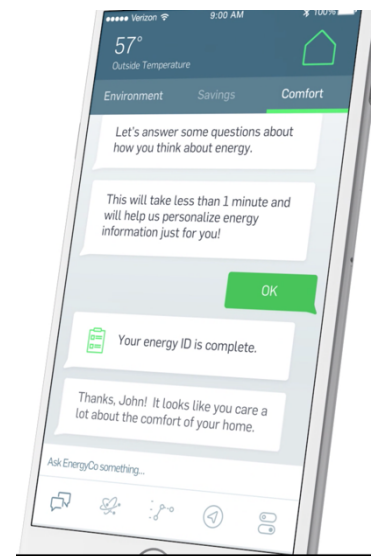 Verizon 9:00 AM 100%
57°
Outside Temperature
Environment Savings Comfort
Let's answer some questions about
how you think about energy.
This will take less than 1 minute and
will help us personalize energy
information just for you!
OK
Your energy ID is complete.
Thanks, John! It looks like you care a
lot about the comfort of your home.
Ask EnergyCo something...